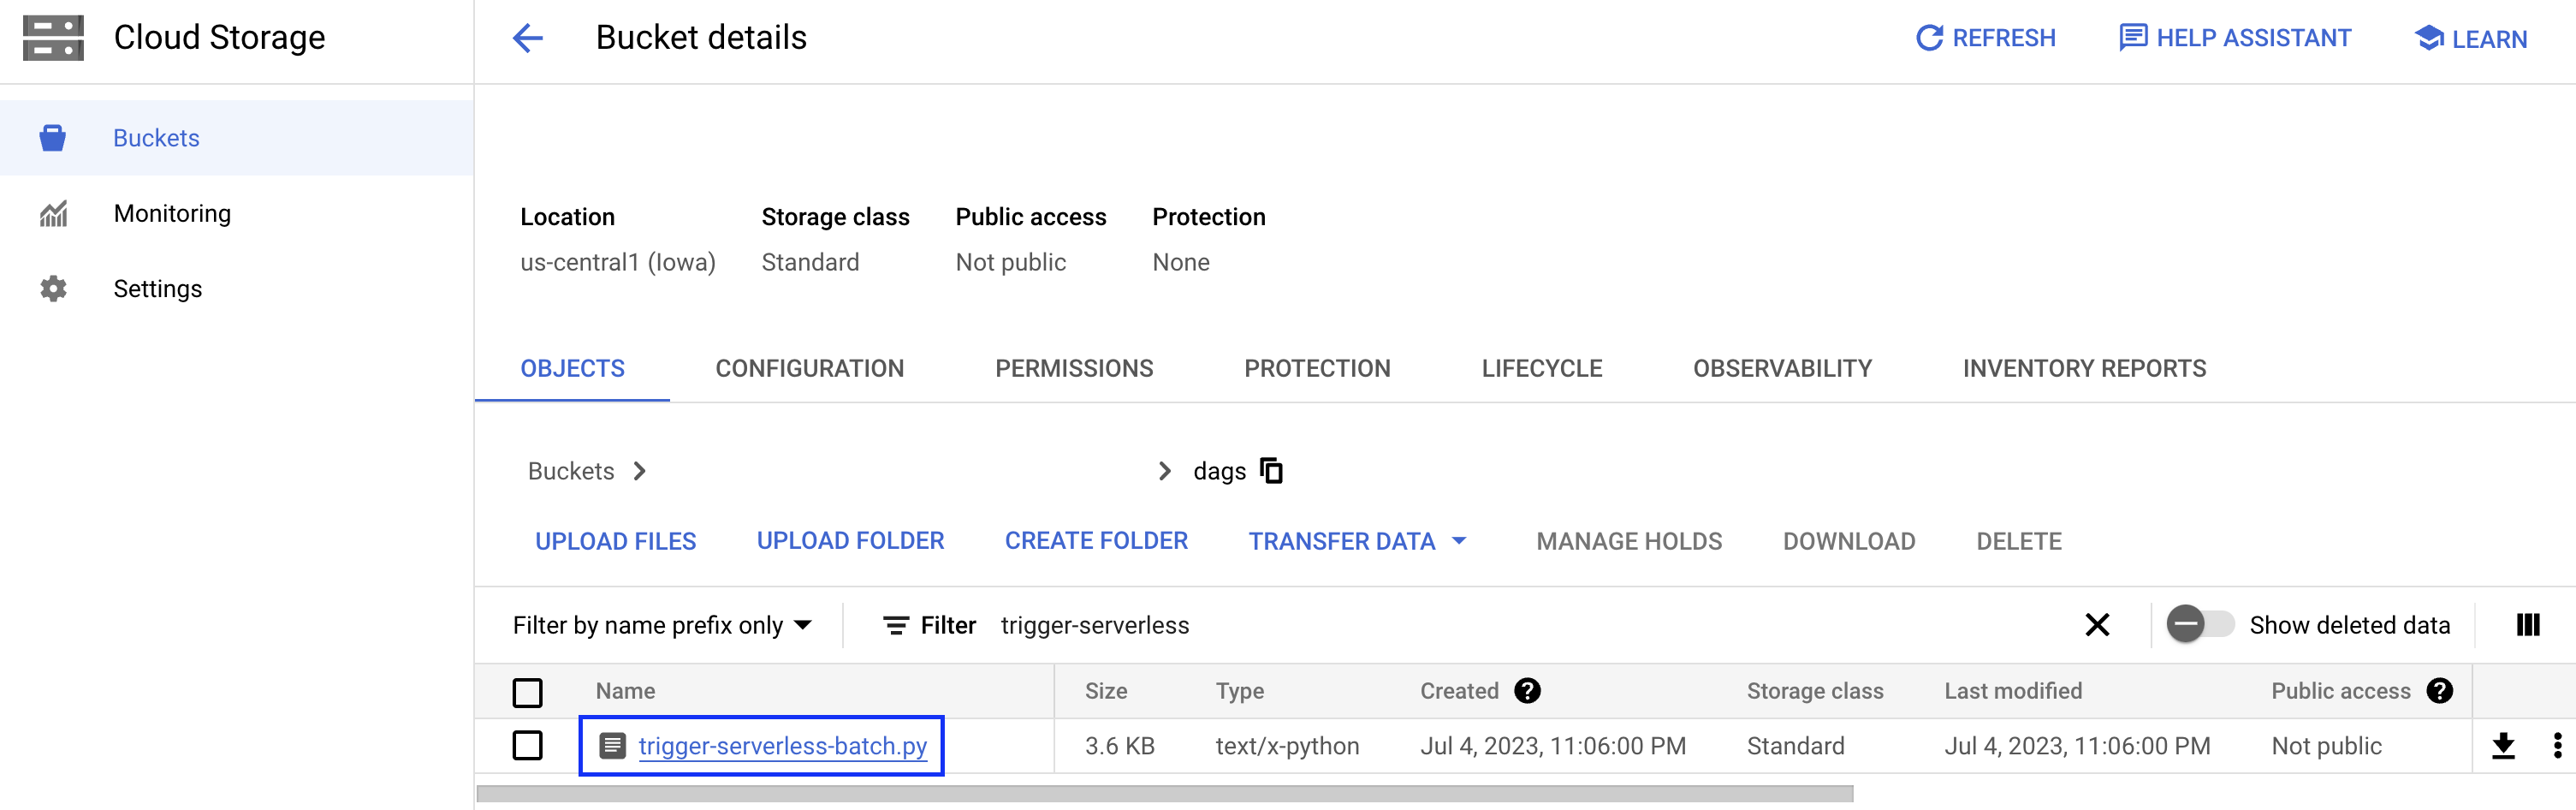 Cloud Storage
Bucket details
REFRESH
HELP ASSISTANT
LEARN
Buckets
Monitoring
Settings
Location Storage class Public access Protection
us-central1 (Iowa) Standard Not public None
OBJECTS CONFIGURATION PERMISSIONS PROTECTION LIFECYCLE OBSERVABILITY INVENTORY REPORTS
Buckets dags
UPLOAD FILES UPLOAD FOLDER CREATE FOLDER TRANSFER DATA MANAGE HOLDS DOWNLOAD DELETE
Filter by name prefix only Filter trigger-serverless Show deleted data
Name Size Type Created Storage class Last modified Public access
trigger-serverless-batch.py 3.6 KB text/x-python Jul 4, 2023, 11:06:00 PM Standard Jul 4, 2023, 11:06:00 PM Not public